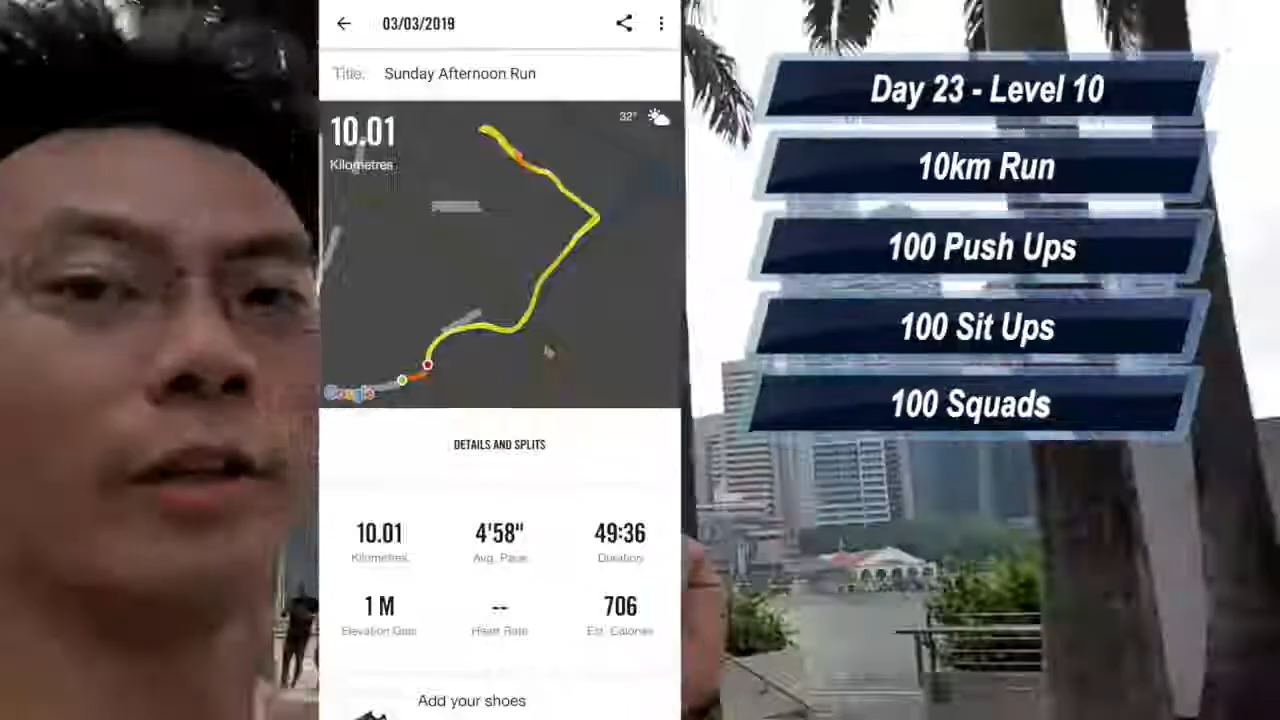 03/03/2019
Title: Sunday Afternoon Run
10.01
Kilometres
32°
Google
DETAILS AND SPLITS
10.01 4'58" 49:36
Kilometres Avg. Pace Duration
1 M -- 706
Elevation Gain Heart Rate Est. Calories
Add your shoes
Day 23 - Level 10
10km Run
100 Push Ups
100 Sit Ups
100 Squads